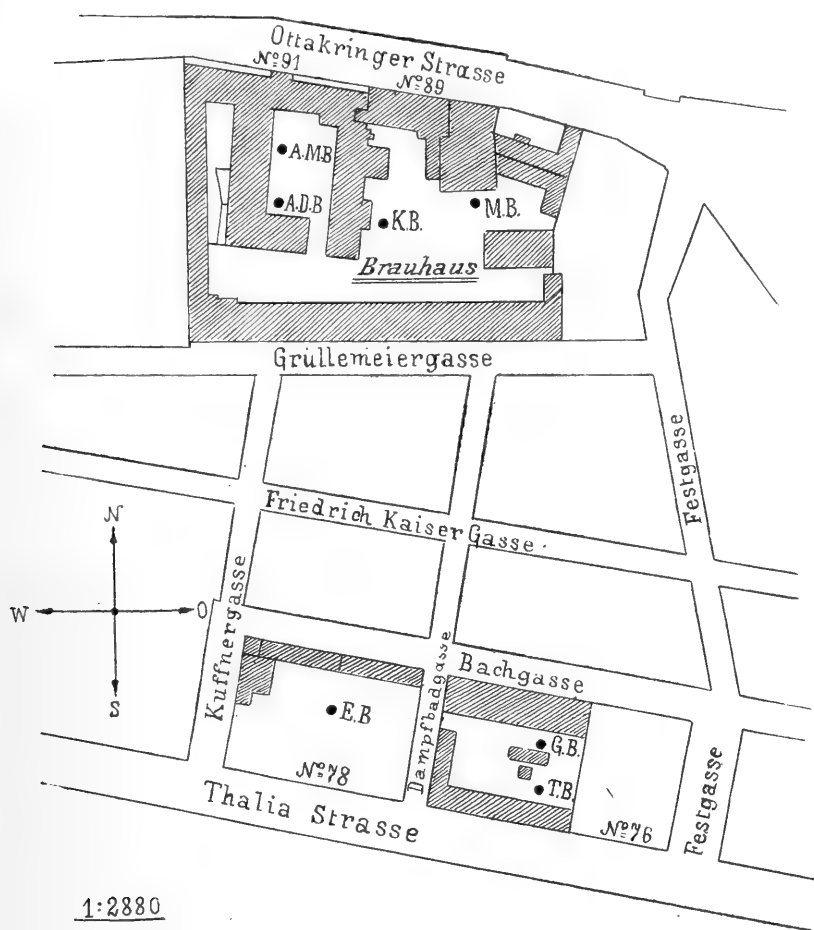 Ottakringer Strasse
No 91
No 89
A.M.B
A.D.B
K.B.
M.B.
Brauhaus
Grüllemeiergasse
Festgasse
Friedrich Kaiser Gasse
N
W
O
S
Kuffnergasse
Dampfbadgasse
Bachgasse
E.B
G.B.
T.B.
No 78
No 76
Thalia Strasse
Festgasse
1:2880